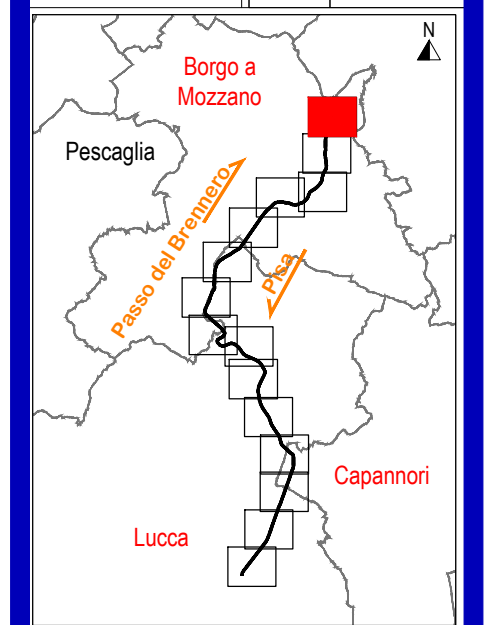 N
Borgo a
Mozzano
Pescaglia
Passo del Brennero
Pisa
Capannori
Lucca